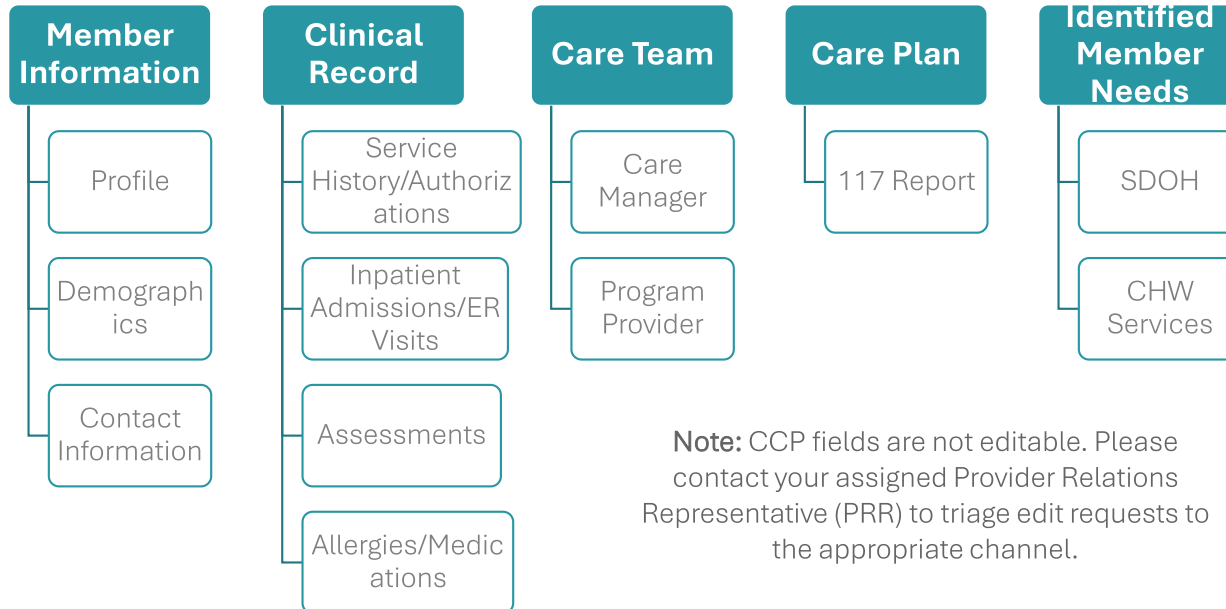 Member
Information
Profile
Demograph
ics
Contact
Information
Clinical
Record
Service
History/Authoriz
ations
Inpatient
Admissions/ER
Visits
Assessments
Allergies/Medic
ations
Care Team
Care
Manager
Program
Provider
Care Plan
117 Report
Identified
Member
Needs
SDOH
CHW
Services
Note: CCP fields are not editable. Please
contact your assigned Provider Relations
Representative (PRR) to triage edit requests to
the appropriate channel.